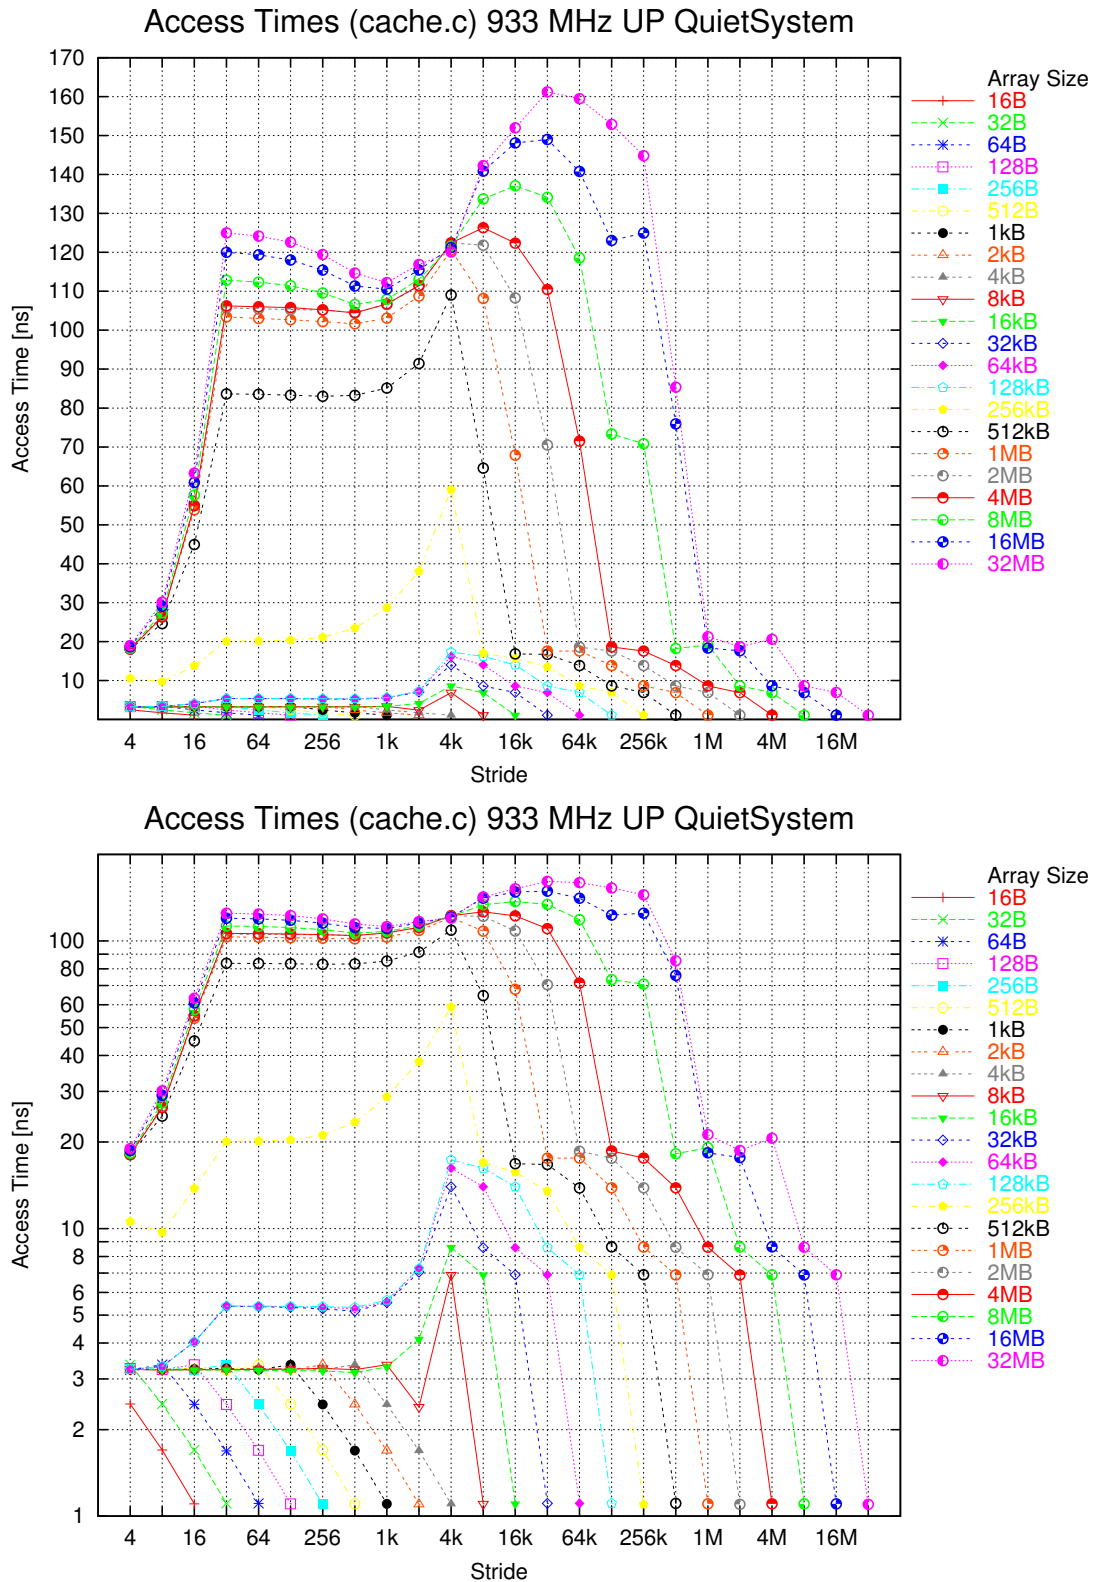 Access Times (cache.c) 933 MHz UP QuietSystem
170
160
150
140
130
120
110
100
90
80
70
60
50
40
30
20
10
Access Time [ns]
4 16 64 256 1k 4k 16k 64k 256k 1M 4M 16M
Stride
Array Size
16B
32B
64B
128B
256B
512B
1kB
2kB
4kB
8kB
16kB
32kB
64kB
128kB
256kB
512kB
1MB
2MB
4MB
8MB
16MB
32MB
Access Times (cache.c) 933 MHz UP QuietSystem
100
80
60
50
40
30
20
10
8
6
5
4
3
2
1
Access Time [ns]
4 16 64 256 1k 4k 16k 64k 256k 1M 4M 16M
Stride
Array Size
16B
32B
64B
128B
256B
512B
1kB
2kB
4kB
8kB
16kB
32kB
64kB
128kB
256kB
512kB
1MB
2MB
4MB
8MB
16MB
32MB